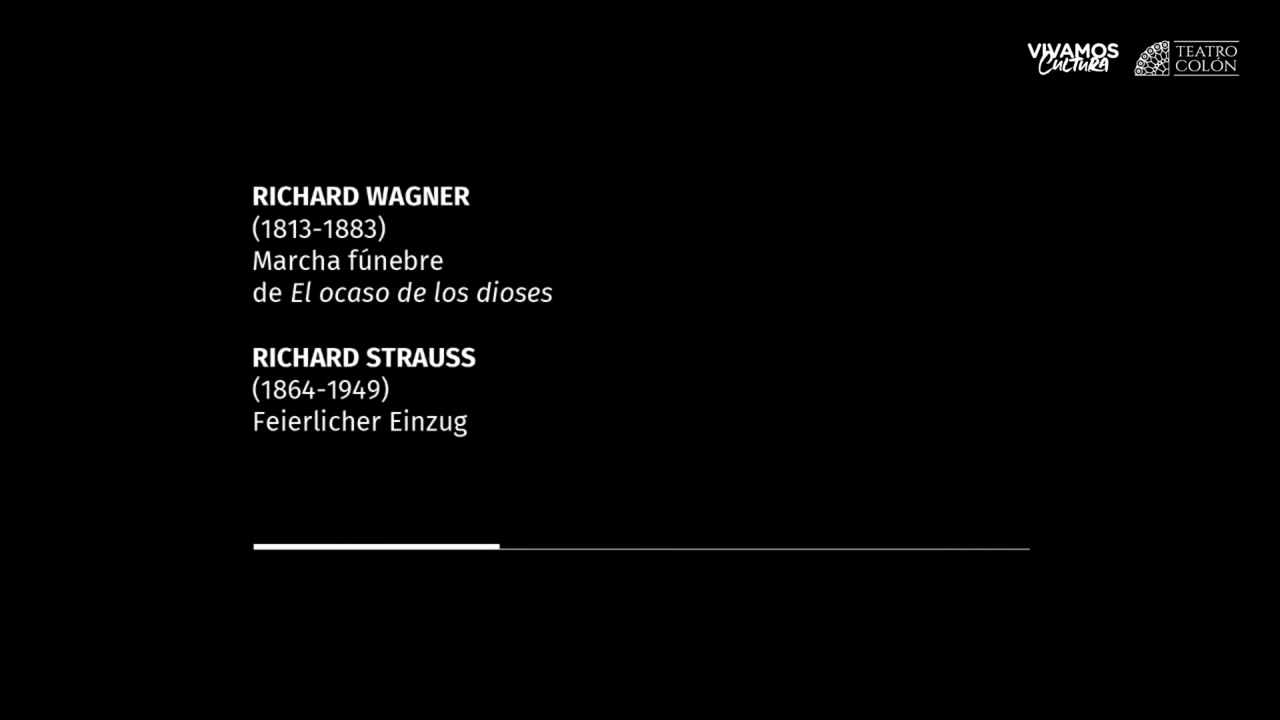 VIVAMOS
CULTURA
TEATRO
COLÓN
RICHARD WAGNER
(1813-1883)
Marcha fúnebre
de El ocaso de los dioses
RICHARD STRAUSS
(1864-1949)
Feierlicher Einzug